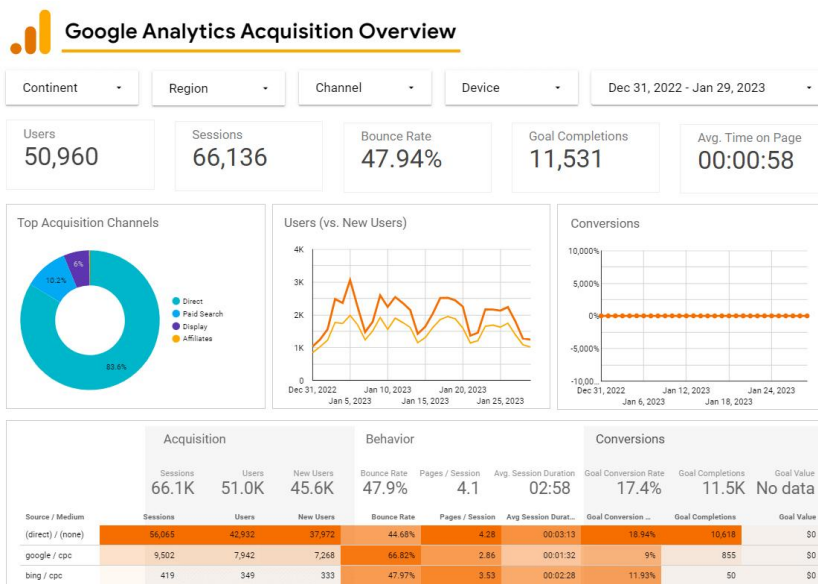 Google Analytics Acquisition Overview
Continent Region Channel Device Dec 31, 2022 - Jan 29, 2023
Users Sessions Bounce Rate Goal Completions Avg. Time on Page
50,960 66,136 47.94% 11,531 00:00:58
Top Acquisition Channels
6%
10.2%
83.6%
Direct
Paid Search
Display
Affiliates
Users (vs. New Users)
4K
3K
2K
1K
0
Dec 31, 2022 Jan 10, 2023 Jan 20, 2023
Jan 5, 2023 Jan 15, 2023 Jan 25, 2023
Conversions
10,000%
5,000%
0%
-5,000%
-10,00...
Dec 31, 2022 Jan 12, 2023 Jan 24, 2023
Jan 6, 2023 Jan 18, 2023
Acquisition Behavior Conversions
Sessions Users New Users Bounce Rate Pages / Session Avg. Session Duration Goal Conversion Rate Goal Completions Goal Value
66.1K 51.0K 45.6K 47.9% 4.1 02:58 17.4% 11.5K No data
Source / Medium Sessions Users New Users Bounce Rate Pages / Session Avg Session Durat... Goal Conversion ... Goal Completions Goal Value
(direct) / (none) 56,065 42,932 37,972 44.68% 4.28 00:03:13 18.94% 10,618 $0
google / cpc 9,502 7,942 7,268 66.82% 2.86 00:01:32 9% 855 $0
bing / cpc 419 349 333 47.97% 3.53 00:02:28 11.93% 50 $0